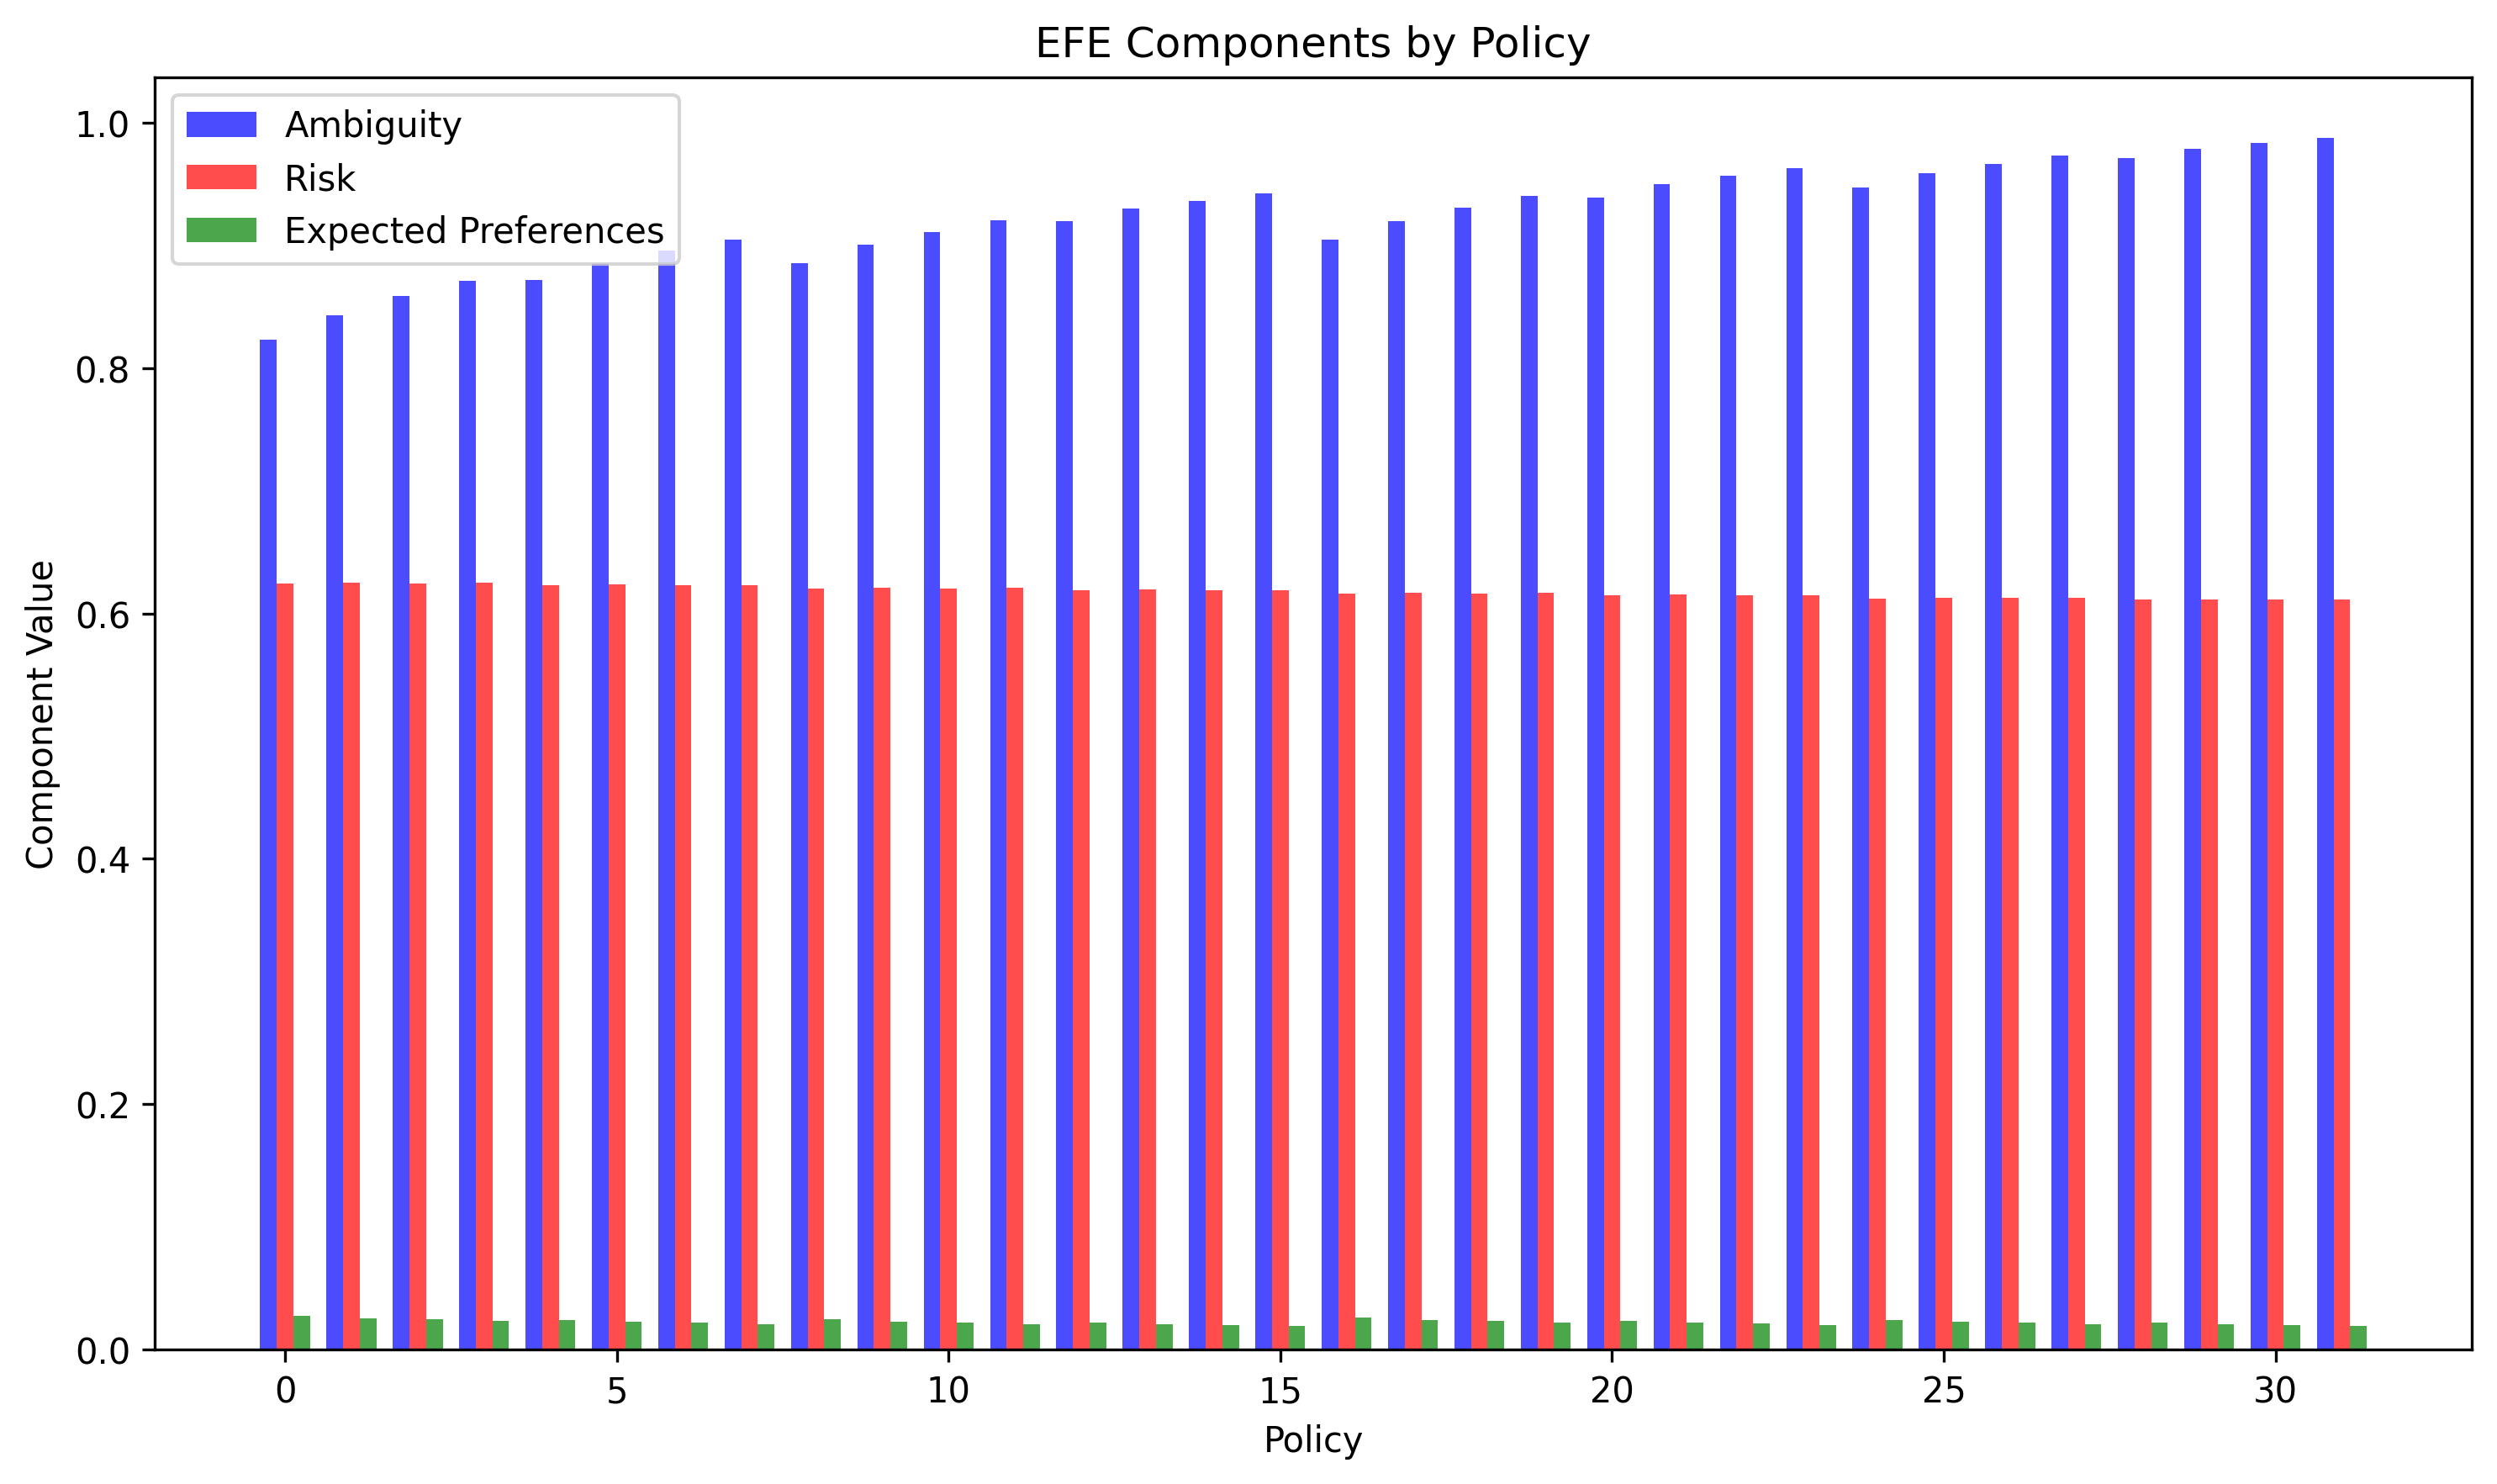 EFE Components by Policy
Ambiguity
Risk
Expected Preferences
Component Value
1.0
0.8
0.6
0.4
0.2
0.0
0 5 10 15 20 25 30
Policy